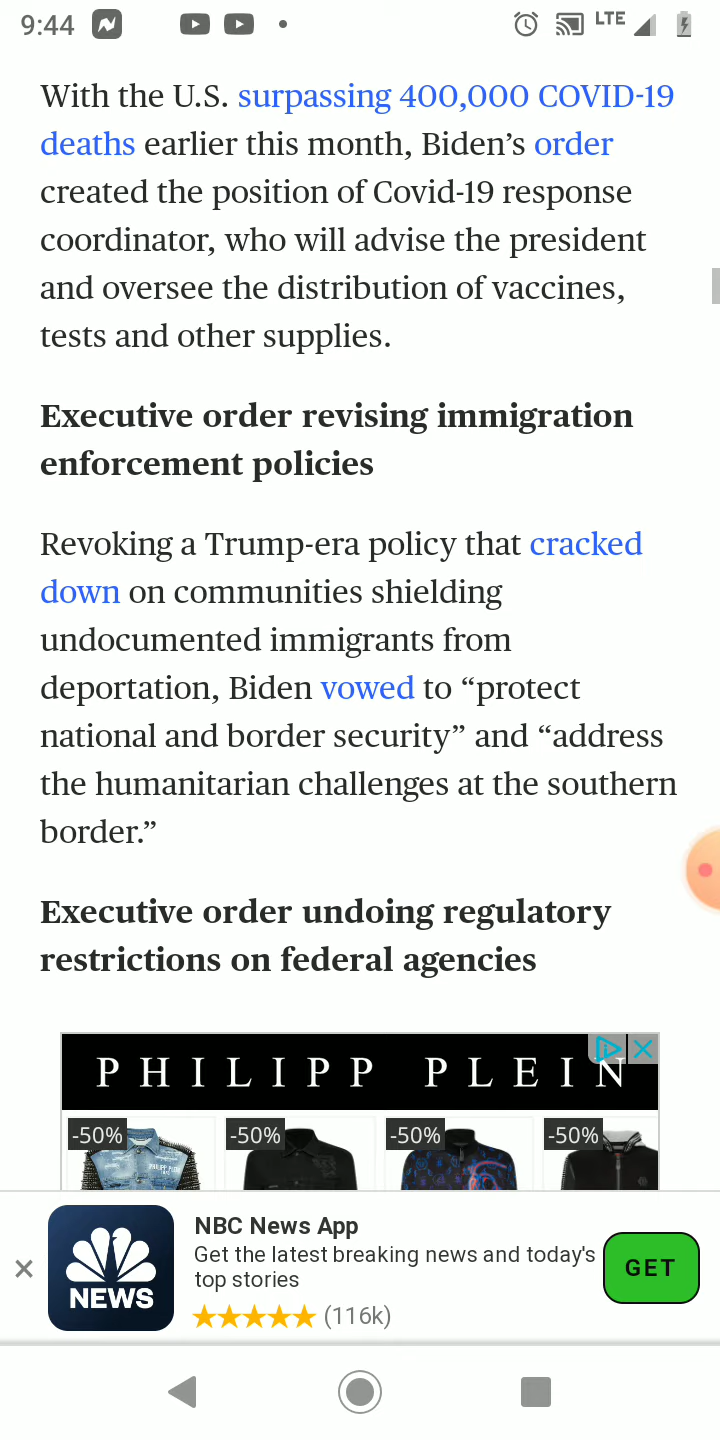 9:44
LTE
With the U.S. surpassing 400,000 COVID-19
deaths earlier this month, Biden’s order
created the position of Covid-19 response
coordinator, who will advise the president
and oversee the distribution of vaccines,
tests and other supplies.
Executive order revising immigration
enforcement policies
Revoking a Trump-era policy that cracked
down on communities shielding
undocumented immigrants from
deportation, Biden vowed to “protect
national and border security” and “address
the humanitarian challenges at the southern
border.”
Executive order undoing regulatory
restrictions on federal agencies
PHILIPP PLEIN
-50% -50% -50% -50%
NBC News App
Get the latest breaking news and today's
top stories
(116k)
NEWS
GET